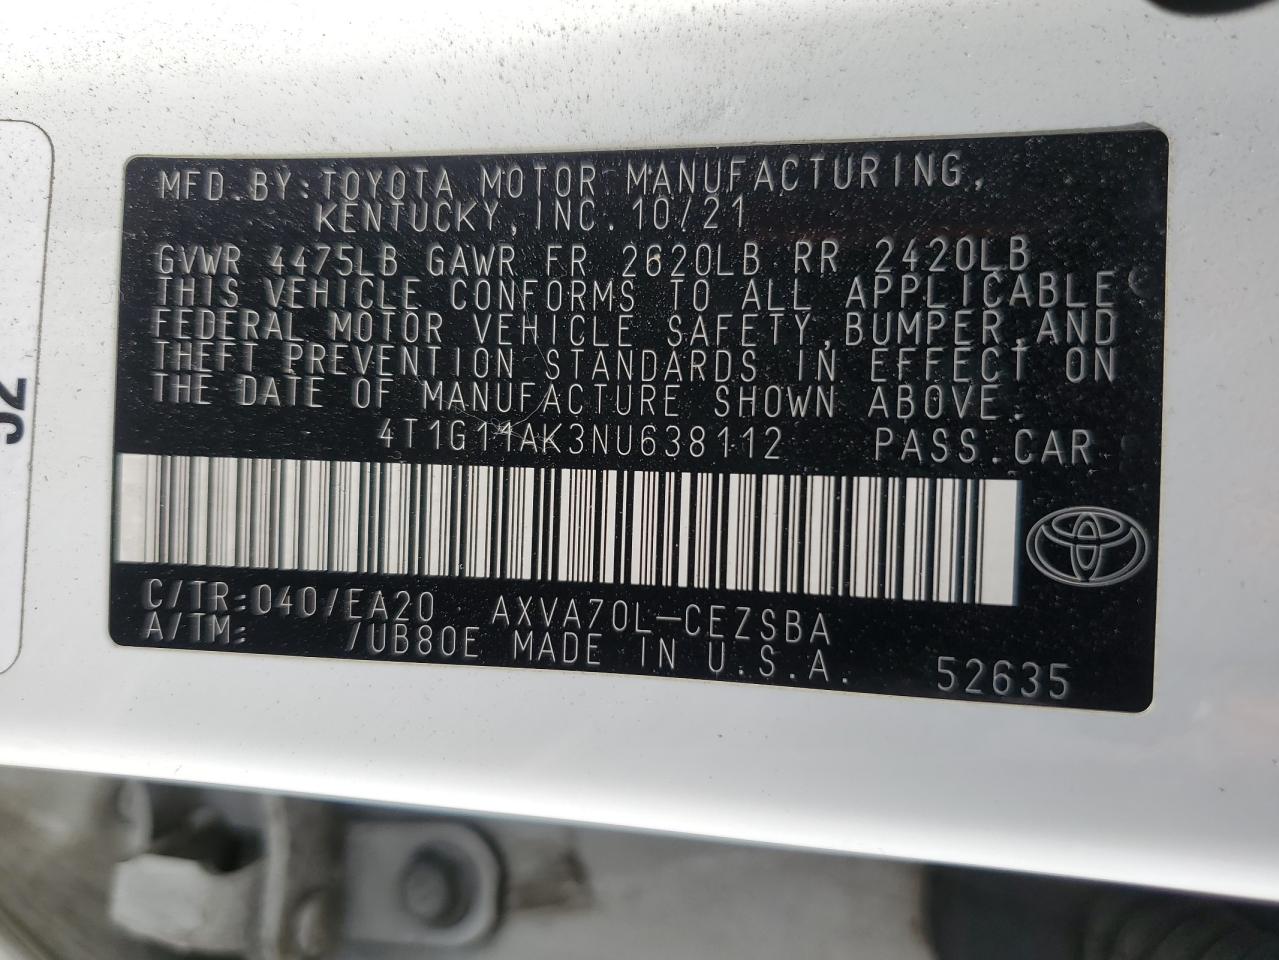 MFD.BY:TOYOTA MOTOR MANUFACTURING,
KENTUCKY,INC.10/21
GVWR 4475LB GAWR FR 2620LB RR 2420LB
THIS VEHICLE CONFORMS TO ALL APPLICABLE
FEDERAL MOTOR VEHICLE SAFETY,BUMPER,AND
THEFT PREVENTION STANDARDS IN EFFECT ON
THE DATE OF MANUFACTURE SHOWN ABOVE.
4T1G11AK3NU638112 PASS.CAR
C/TR:040/EA20 AXVA70L-CEZSBA
A/TM: /UB80E MADE IN U.S.A. 52635